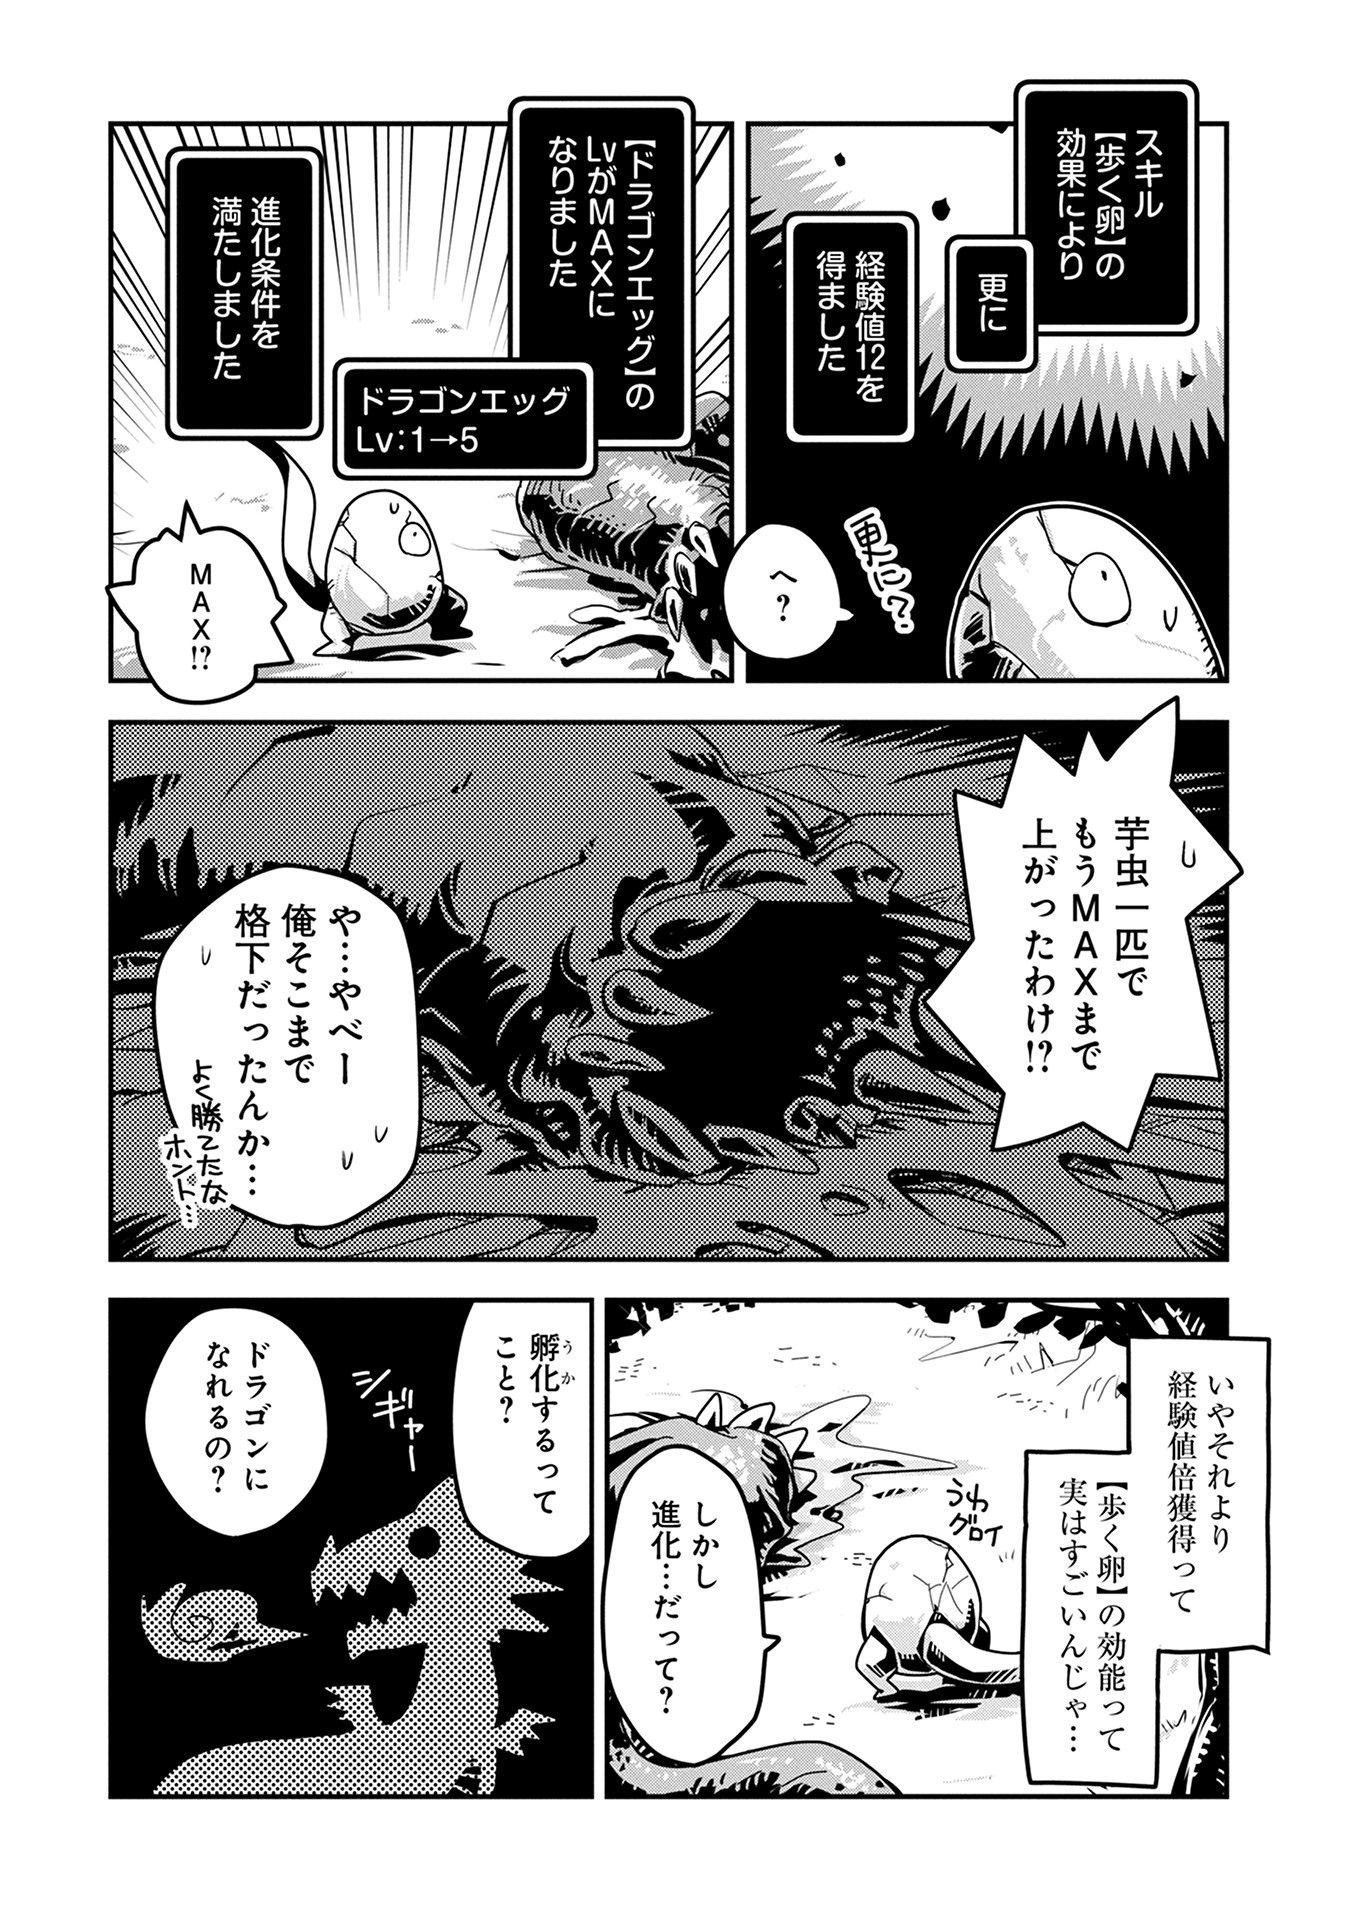 スキル
【歩く卵】の
効果により
更に
経験値12を
得ました
更に?
へ?
【ドラゴンエッグ】の
LvがMAXに
なりました
ドラゴンエッグ
Lv:1→5
進化条件を
満たしました
MAX!?
芋虫一匹で
もうMAXまで
上がったわけ!?
や…やべー
俺そこまで
格下だったんか…
よく勝てたな
ホント…
いやそれより
経験値倍獲得って
【歩く卵】の効能って
実はすごいんじゃ…
うわ
グロイ
しかし
進化…だって?
孵化するって
うか
こと?
シギャー
ドラゴンに
なれるの?